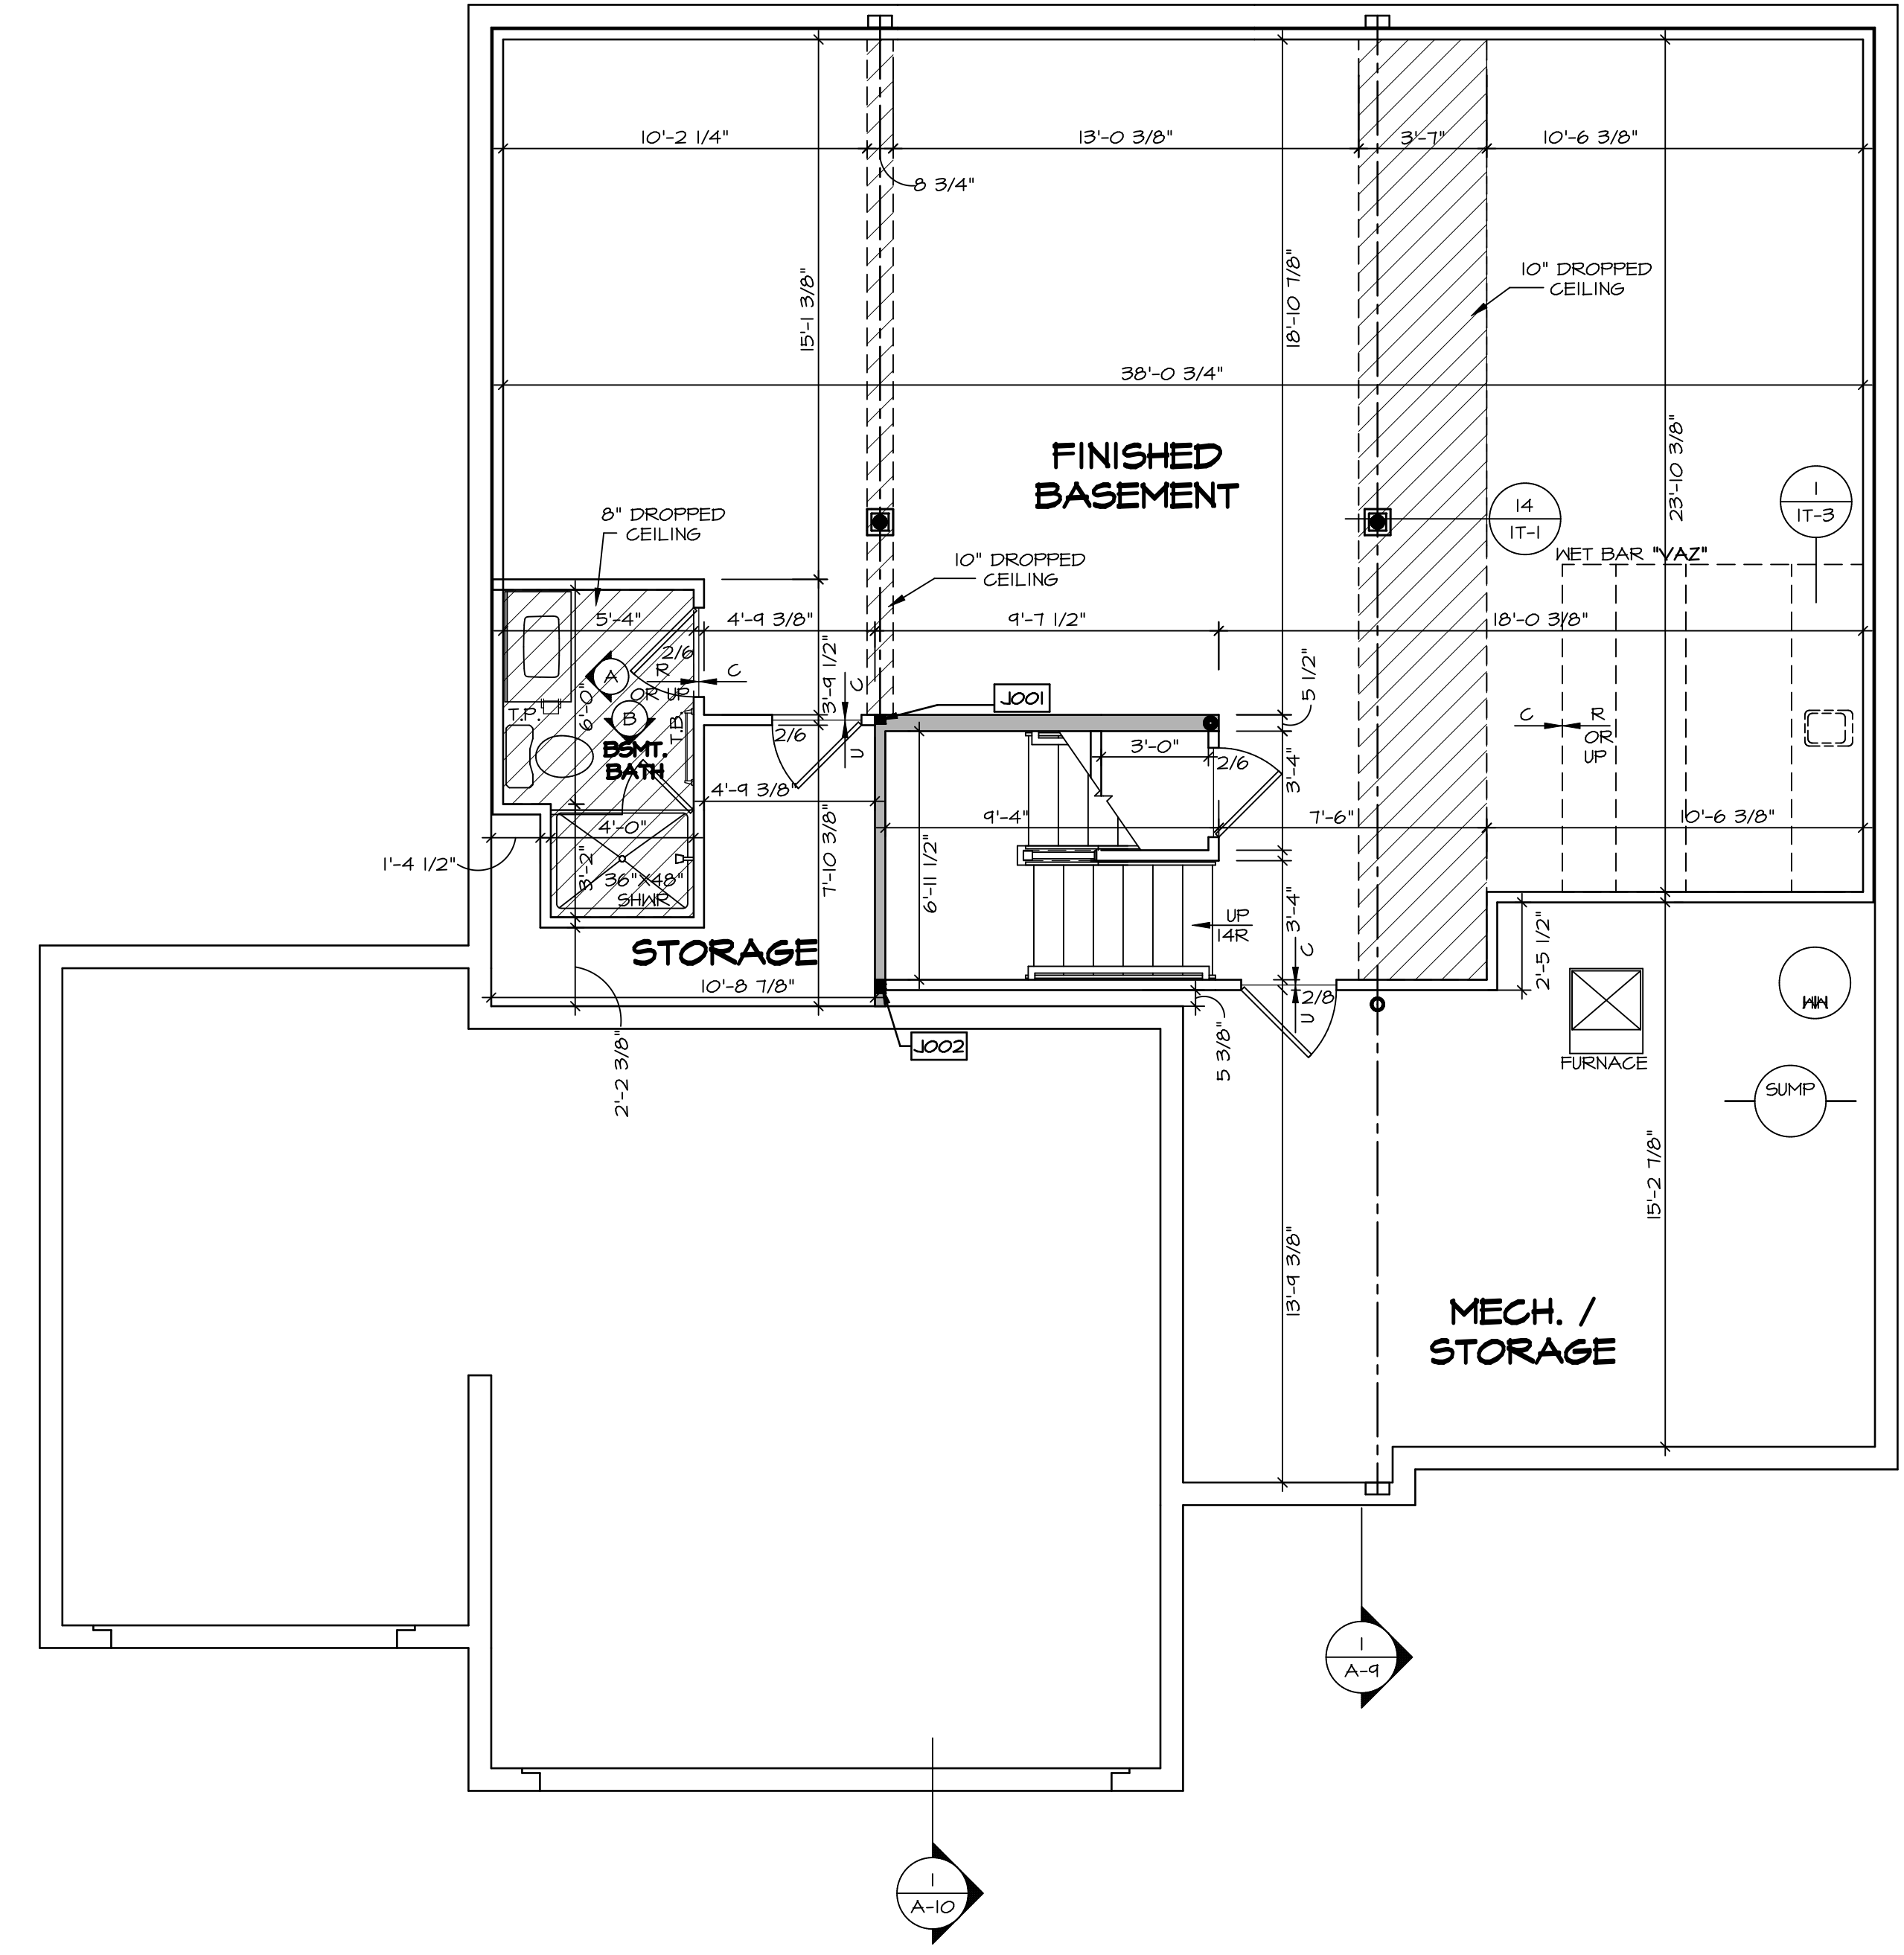 10'-2 1/4"
13'-0 3/8"
3'-7"
10'-6 3/8"
8 3/4"
15'-1 3/8"
18'-10 7/8"
10" DROPPED
CEILING
38'-0 3/4"
23'-10 3/8"
FINISHED
BASEMENT
14
IT-1
1
IT-3
8" DROPPED
CEILING
10" DROPPED
CEILING
WET BAR "VAZ"
5'-4"
4'-9 3/8"
9'-7 1/2"
18'-0 3/8"
2/6
R
OR UP
C
A
B
6'-0"
T.P.
T.B.
BSMT.
BATH
3'-9 1/2"
C
U
2/6
J001
5 1/2"
3'-0"
2/6
3'-4"
C
R
OR
UP
4'-9 3/8"
9'-4"
7'-6"
10'-6 3/8"
4'-0"
1'-4 1/2"
3'-2"
36"X48"
SHWR
7'-10 3/8"
6'-11 1/2"
UP
14R
3'-4"
C
U
2/8
2'-5 1/2"
STORAGE
10'-8 7/8"
2'-2 3/8"
J002
5 3/8"
FURNACE
SUMP
15'-2 7/8"
13'-9 3/8"
MECH. /
STORAGE
1
A-9
1
A-10